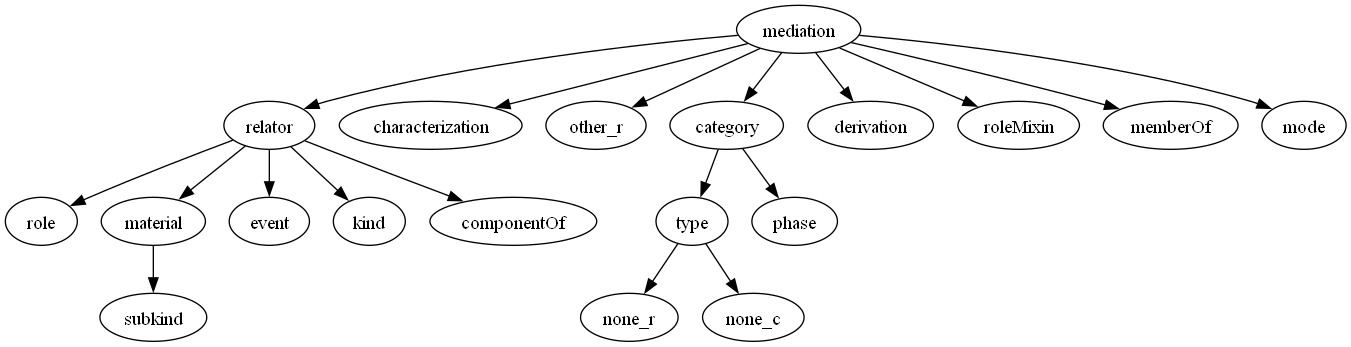 mediation
relator
characterization
other_r
category
derivation
roleMixin
memberOf
mode
role
material
event
kind
componentOf
type
phase
subkind
none_r
none_c